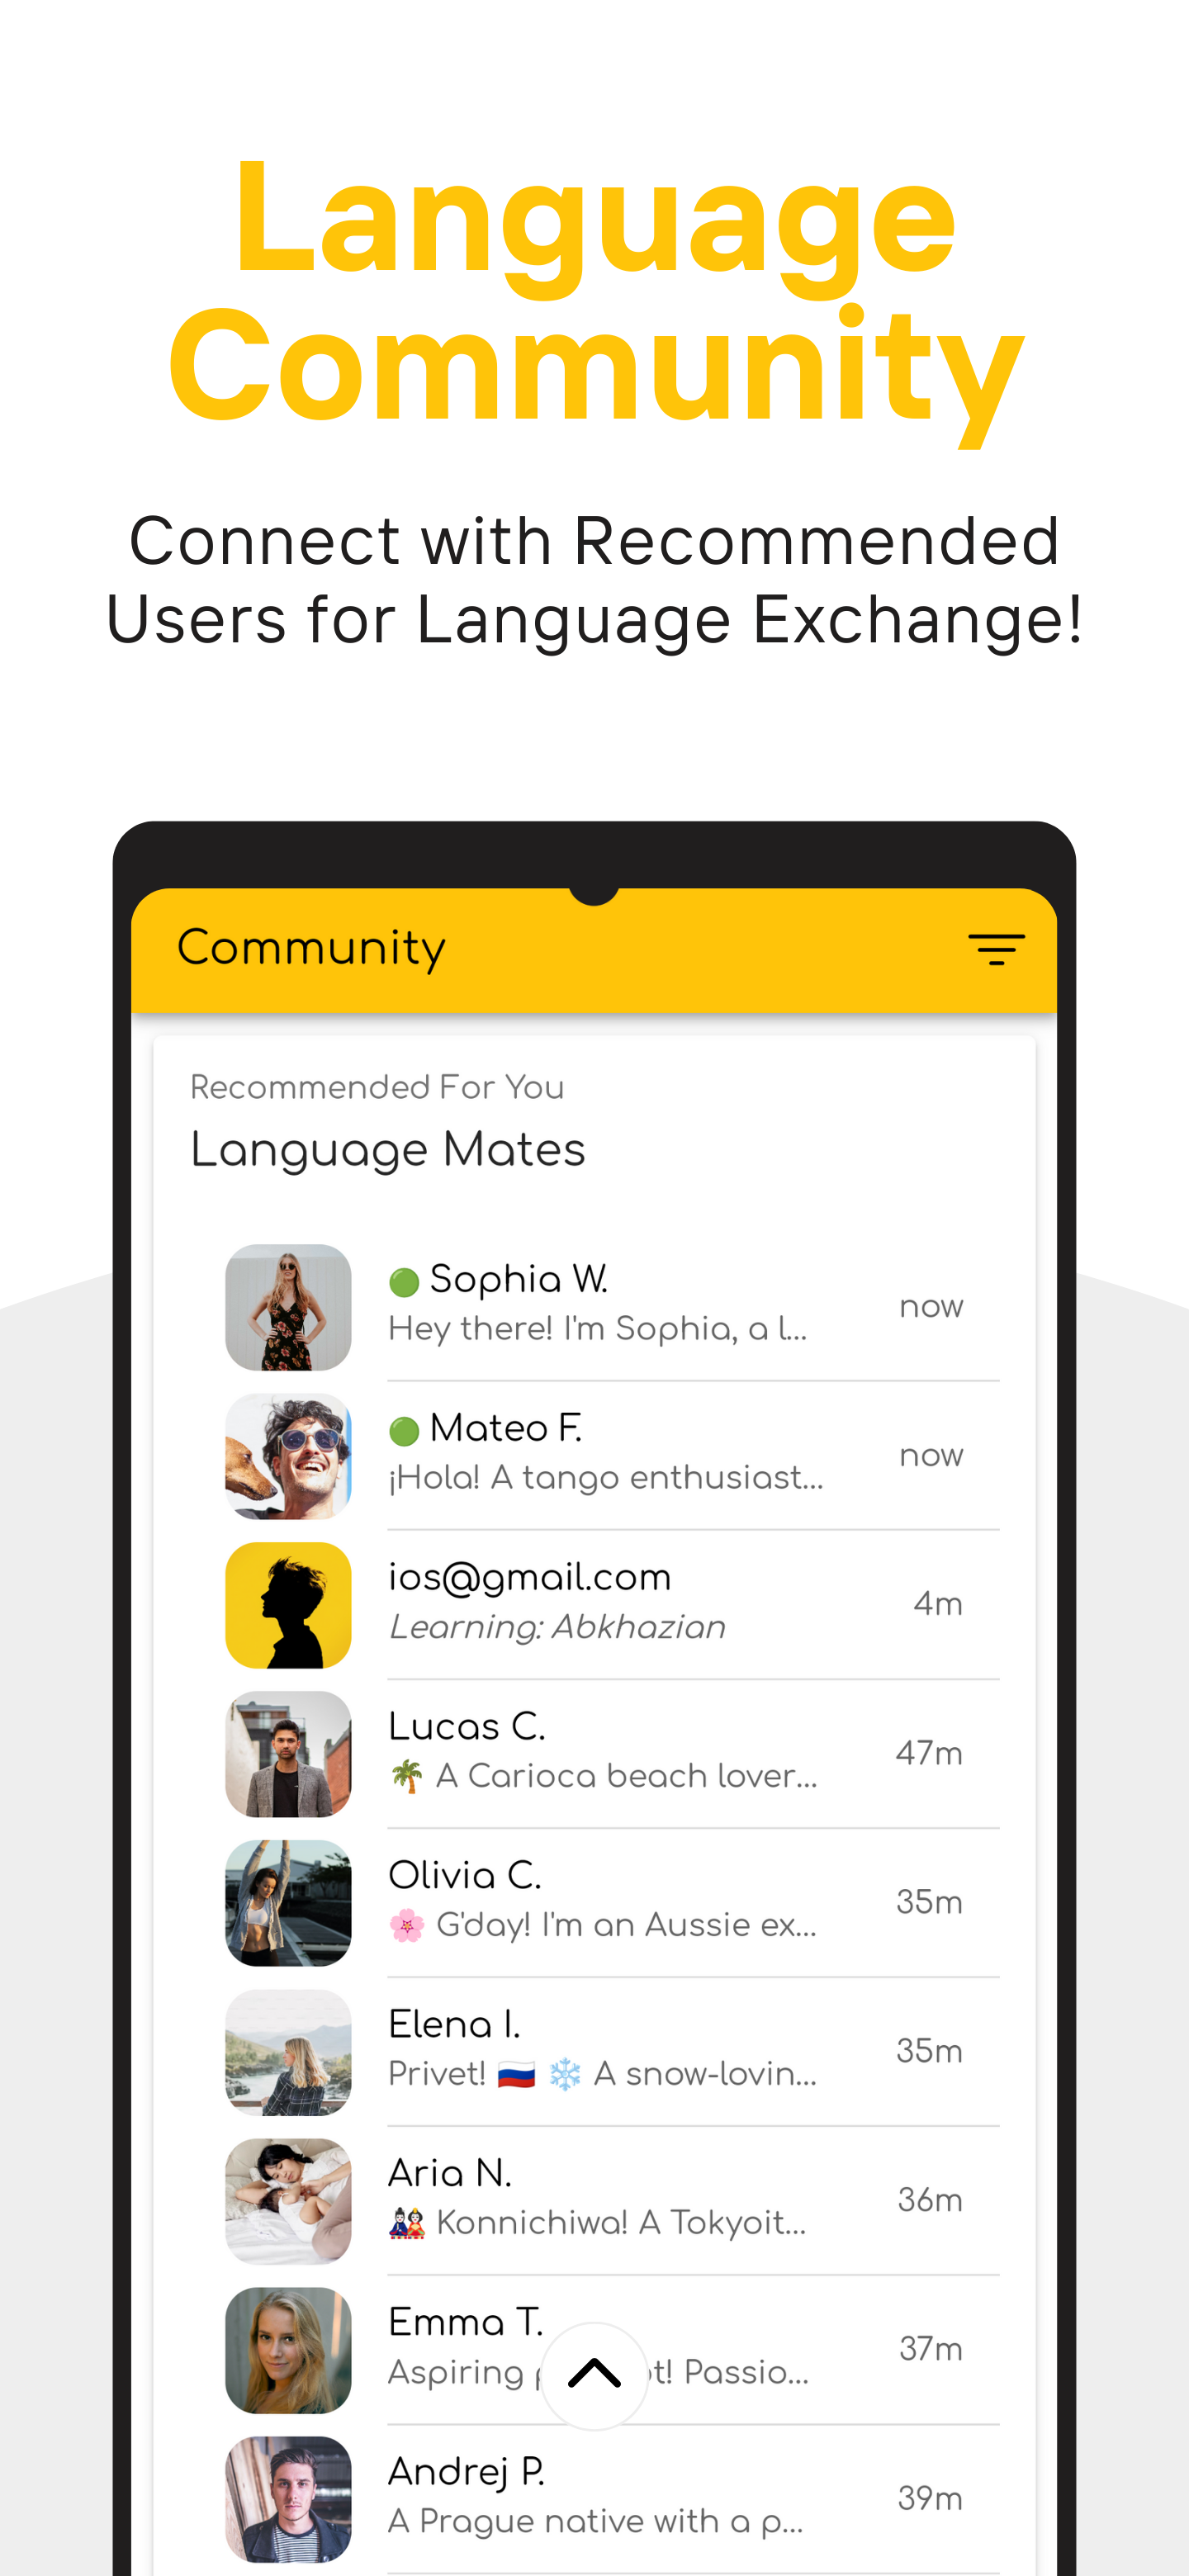 Language
Community
Connect with Recommended
Users for Language Exchange!
Community
Recommended For You
Language Mates
🟢 Sophia W.
Hey there! I'm Sophia, a l...
now
🟢 Mateo F.
¡Hola! A tango enthusiast...
now
ios@gmail.com
Learning: Abkhazian
4m
Lucas C.
🌴 A Carioca beach lover...
47m
Olivia C.
🌸 G'day! I'm an Aussie ex...
35m
Elena I.
Privet! 🇷🇺 ❄️ A snow-lovin...
35m
Aria N.
🎎 Konnichiwa! A Tokyoit...
36m
Emma T.
Aspiring Passio...
37m
Andrej P.
A Prague native with a p...
39m